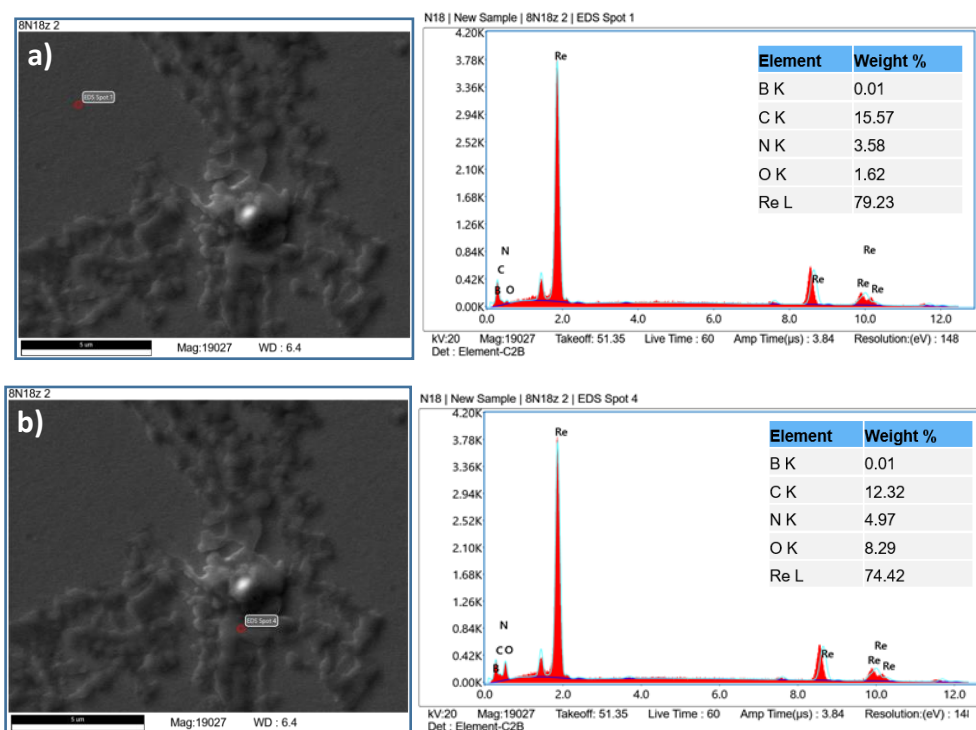 8N18z 2
a)
EDS Spot 1
5 um
Mag:19027 WD : 6.4
N18 | New Sample | 8N18z 2 | EDS Spot 1
4.20K
3.78K
3.36K
2.94K
2.52K
2.10K
1.68K
1.26K
0.84K
0.42K
0.00K
Re
N
C
B
O
Re
Re
Re
Re
0.0 2.0 4.0 6.0 8.0 10.0 12.0
Element Weight %
B K 0.01
C K 15.57
N K 3.58
O K 1.62
Re L 79.23
kV:20 Mag:19027 Takeoff: 51.35 Live Time : 60 Amp Time(µs) : 3.84 Resolution:(eV) : 148
Det : Element-C2B
8N18z 2
b)
EDS Spot 4
5 um
Mag:19027 WD : 6.4
N18 | New Sample | 8N18z 2 | EDS Spot 4
4.20K
3.78K
3.36K
2.94K
2.52K
2.10K
1.68K
1.26K
0.84K
0.42K
0.00K
Re
N
C O
B
Re
Re
Re
Re
0.0 2.0 4.0 6.0 8.0 10.0 12.0
Element Weight %
B K 0.01
C K 12.32
N K 4.97
O K 8.29
Re L 74.42
kV:20 Mag:19027 Takeoff: 51.35 Live Time : 60 Amp Time(µs) : 3.84 Resolution:(eV) : 148
Det : Element-C2B